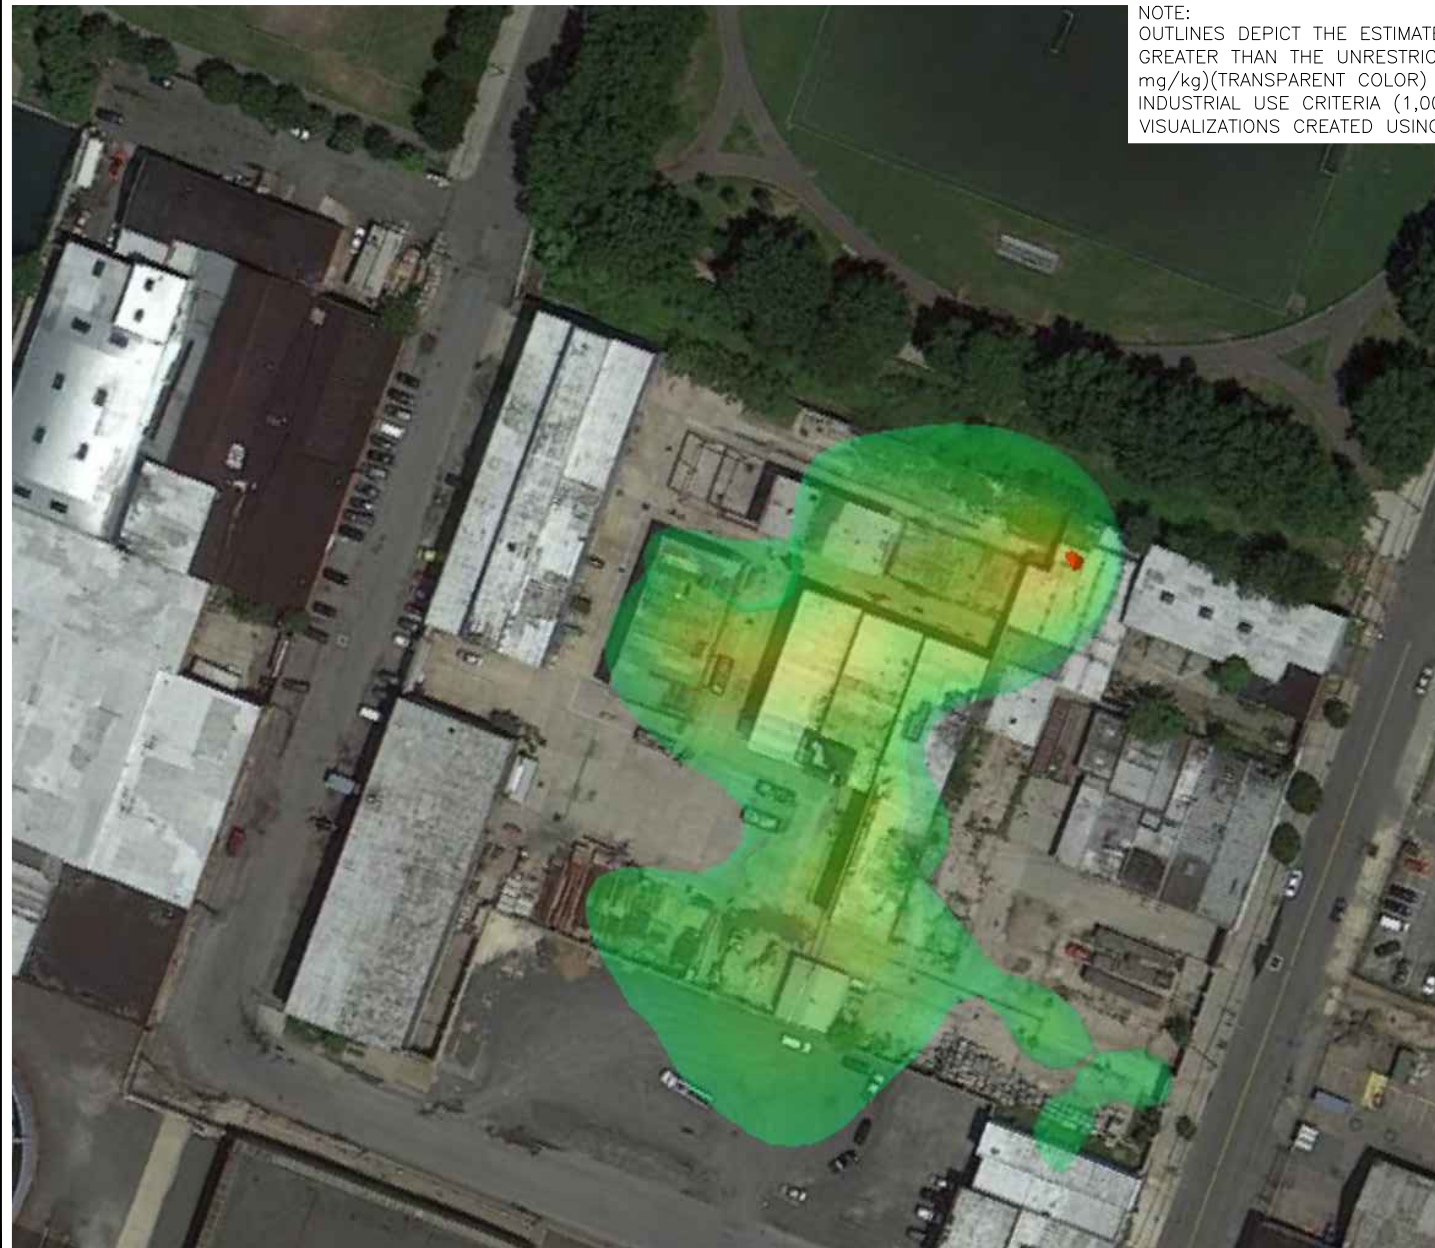 NOTE:
OUTLINES DEPICT THE ESTIMATE
GREATER THAN THE UNRESTRIC
mg/kg)(TRANSPARENT COLOR)
INDUSTRIAL USE CRITERIA (1,00
VISUALIZATIONS CREATED USING